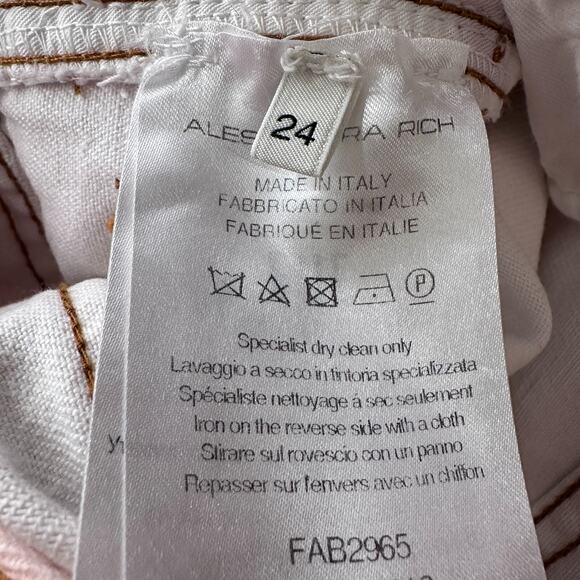 24
RICH
MADE IN ITALY
FABBRICATO IN ITALIA
FABRIQUÉ EN ITALIE
P
Specialist dry clean only
Lavaggio a secco in tintoria specializzata
Spécialiste nettoyage á sec seulement
Iron on the reverse side with a cloth
Stirare sul rovescio con un panno
Repasser sur l'envers avec un chiffon
FAB2965